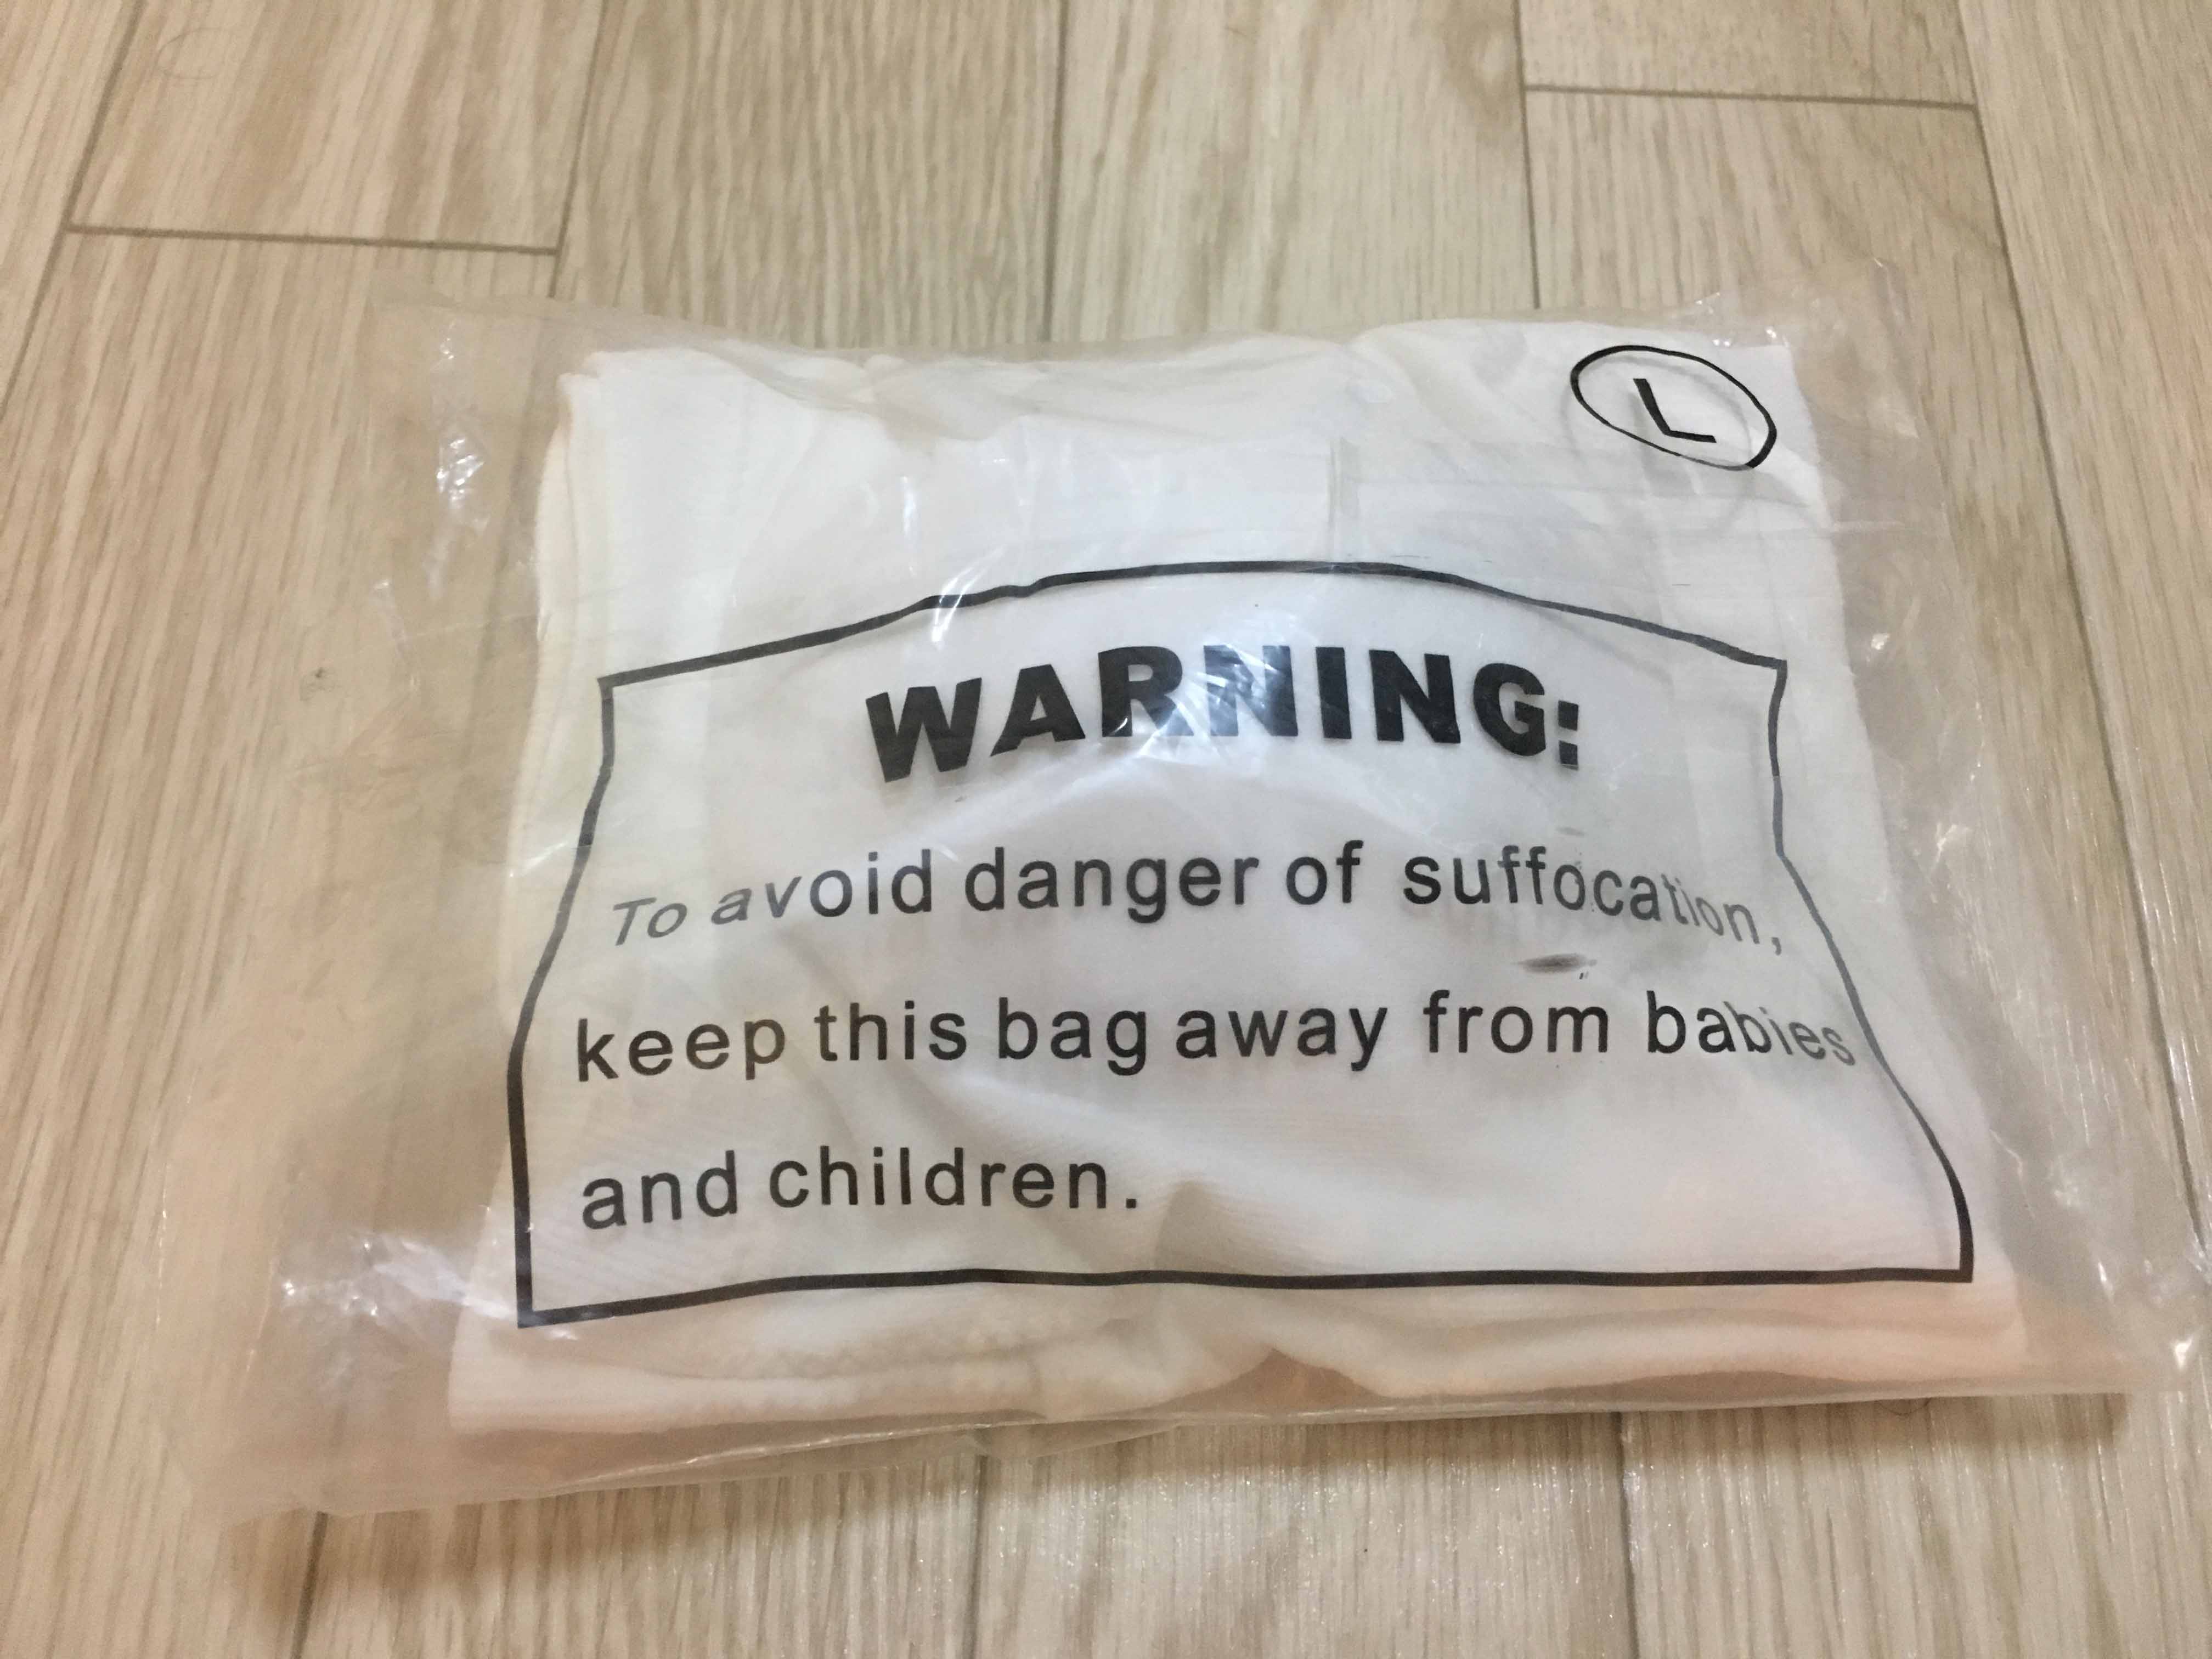 L
WARNING:
To avoid danger of suffocation,
keep this bag away from babies
and children.